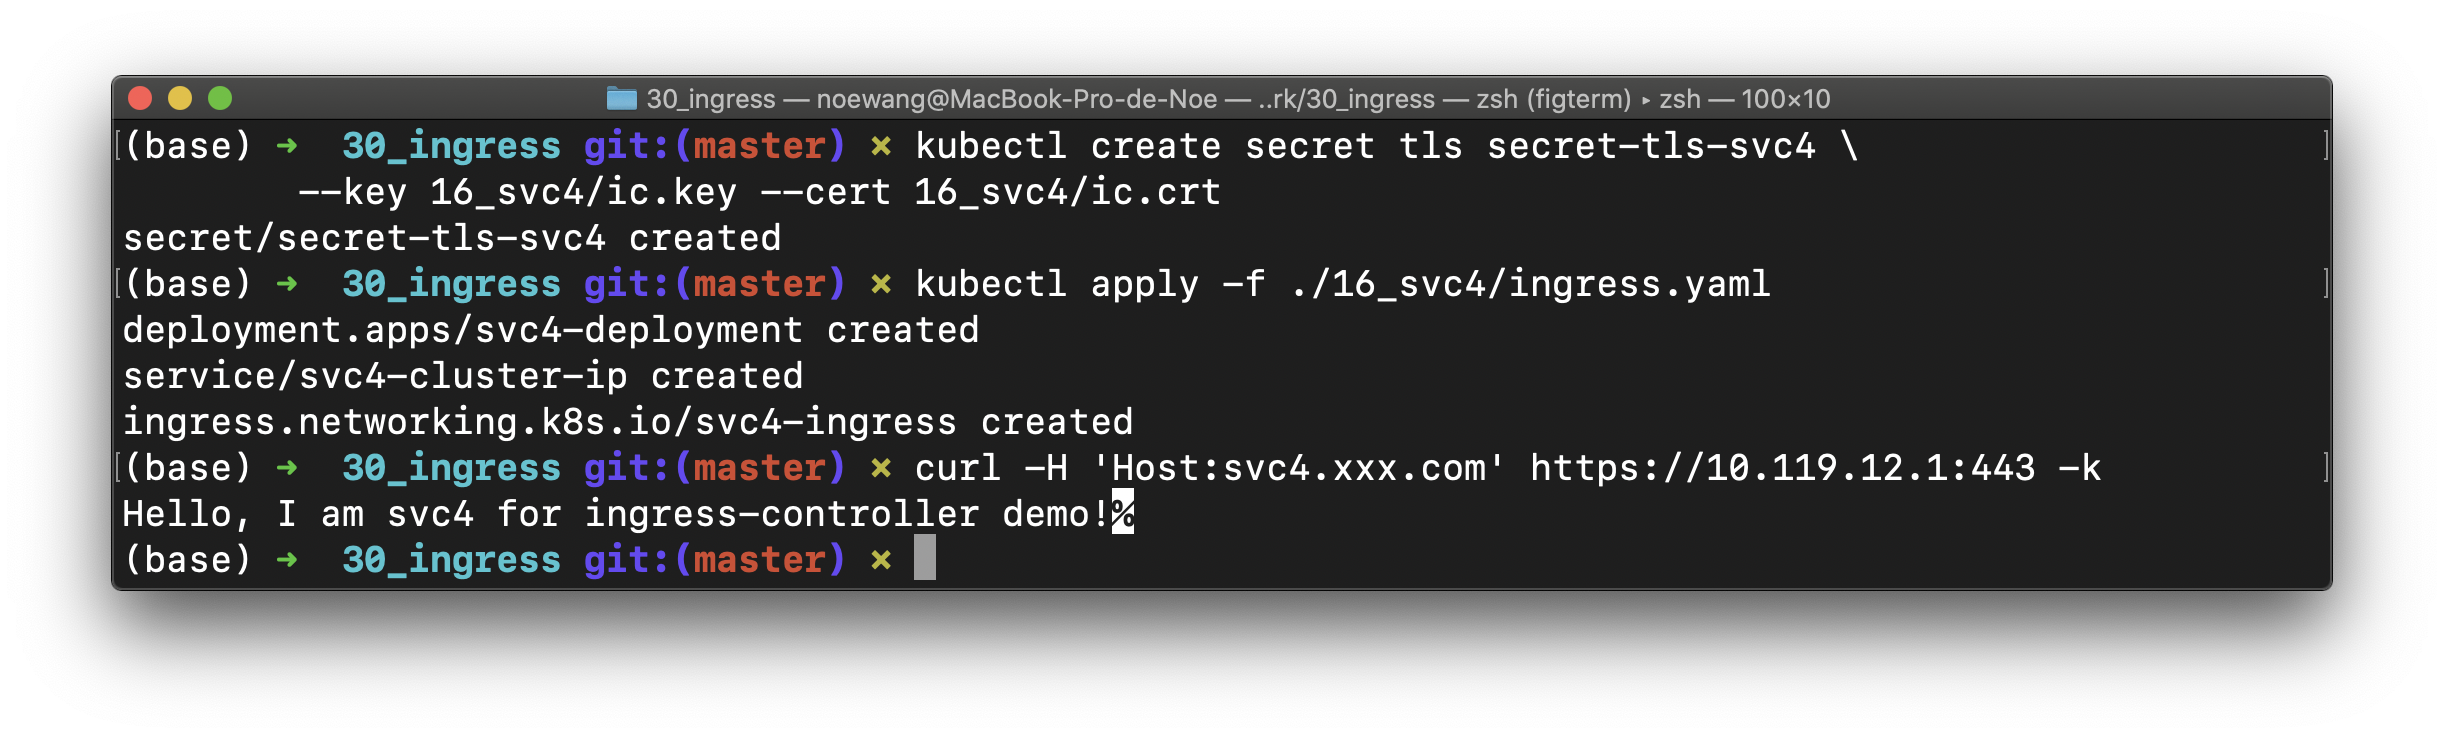 30_ingress — noewang@MacBook-Pro-de-Noe — ..rk/30_ingress — zsh (figterm) ▸ zsh — 100×10
(base) ➜  30_ingress git:(master) ✗ kubectl create secret tls secret-tls-svc4 \
        --key 16_svc4/ic.key --cert 16_svc4/ic.crt
secret/secret-tls-svc4 created
(base) ➜  30_ingress git:(master) ✗ kubectl apply -f ./16_svc4/ingress.yaml
deployment.apps/svc4-deployment created
service/svc4-cluster-ip created
ingress.networking.k8s.io/svc4-ingress created
(base) ➜  30_ingress git:(master) ✗ curl -H 'Host:svc4.xxx.com' https://10.119.12.1:443 -k
Hello, I am svc4 for ingress-controller demo!%
(base) ➜  30_ingress git:(master) ✗